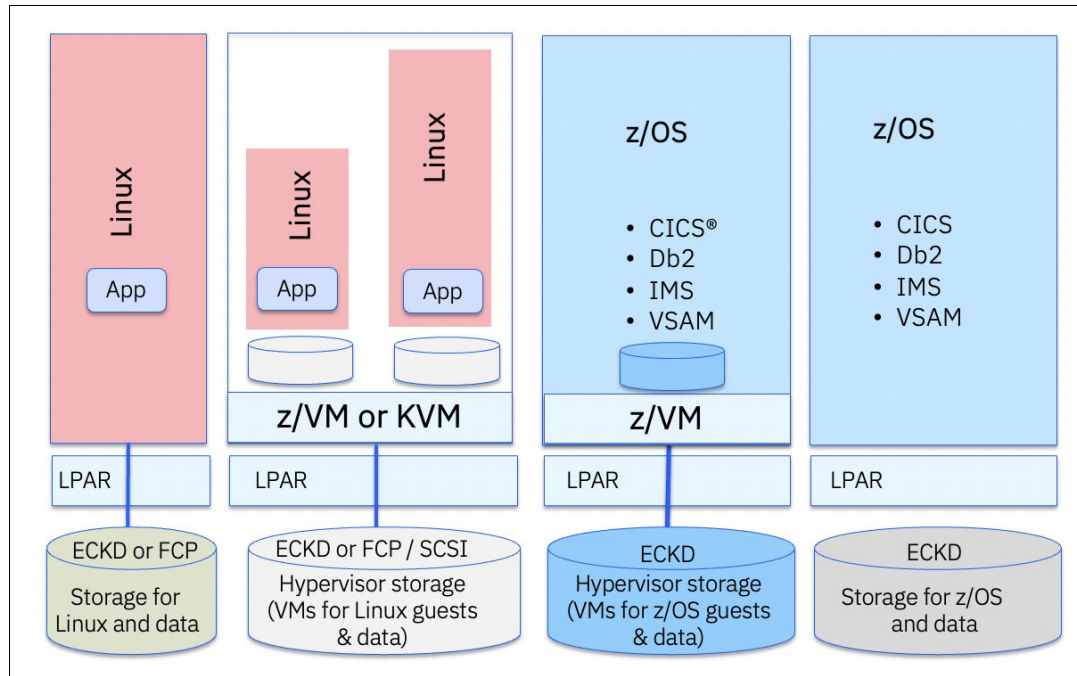 Linux
App
LPAR
ECKD or FCP
Storage for
Linux and data
Linux
App
Linux
App
z/VM or KVM
LPAR
ECKD or FCP / SCSI
Hypervisor storage
(VMs for Linux guests
& data)
z/OS
• CICS®
• Db2
• IMS
• VSAM
z/VM
LPAR
ECKD
Hypervisor storage
(VMs for z/OS guests
& data)
z/OS
• CICS
• Db2
• IMS
• VSAM
LPAR
ECKD
Storage for z/OS
and data